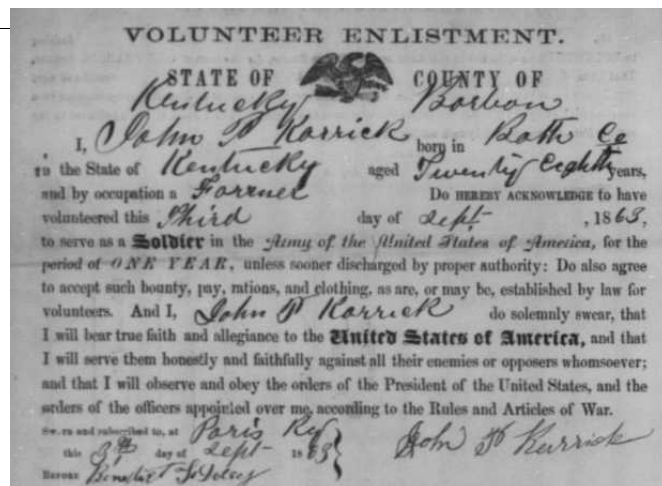 VOLUNTEER ENLISTMENT.
STATE OF COUNTY OF
Kentucky Borbon
I, John P Korrick born in Bath Co
in the State of Kentucky aged Twenty Eighth years,
and by occupation a Forrmer Do HEREBY ACKNOWLEDGE to have
volunteered this Third day of Sept , 1863,
to serve as a Soldier in the Army of the United States of America, for the
period of ONE YEAR, unless sooner discharged by proper authority: Do also agree
to accept such bounty, pay, rations, and clothing, as are, or may be, established by law for
volunteers. And I, John P Korrick do solemnly swear, that
I will bear true faith and allegiance to the United States of America, and that
I will serve them honestly and faithfully against all their enemies or opposers whomsoever;
and that I will observe and obey the orders of the President of the United States, and the
orders of the officers appointed over me, according to the Rules and Articles of War.
Sworn and subscribed to, at Paris Ky
this 3th day of Sept 1863 John P Kurrick
BEFORE Benedict